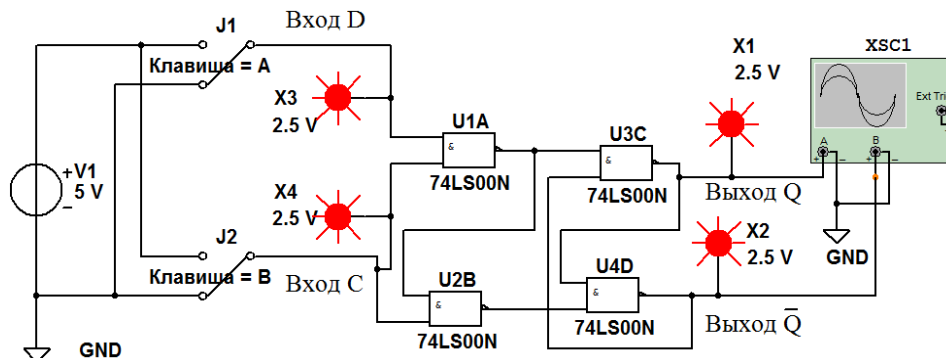 J1
Вход D
Клавиша = A
X3
2.5 V
X1
2.5 V
XSC1
Ext Tri
A
B
+
−
+
−
+
V1
5 V
−
U1A
&
74LS00N
U3C
&
74LS00N
Выход Q
X4
2.5 V
J2
Клавиша = B
Вход C
U2B
&
74LS00N
U4D
&
74LS00N
X2
2.5 V
GND
Выход Q̅
GND